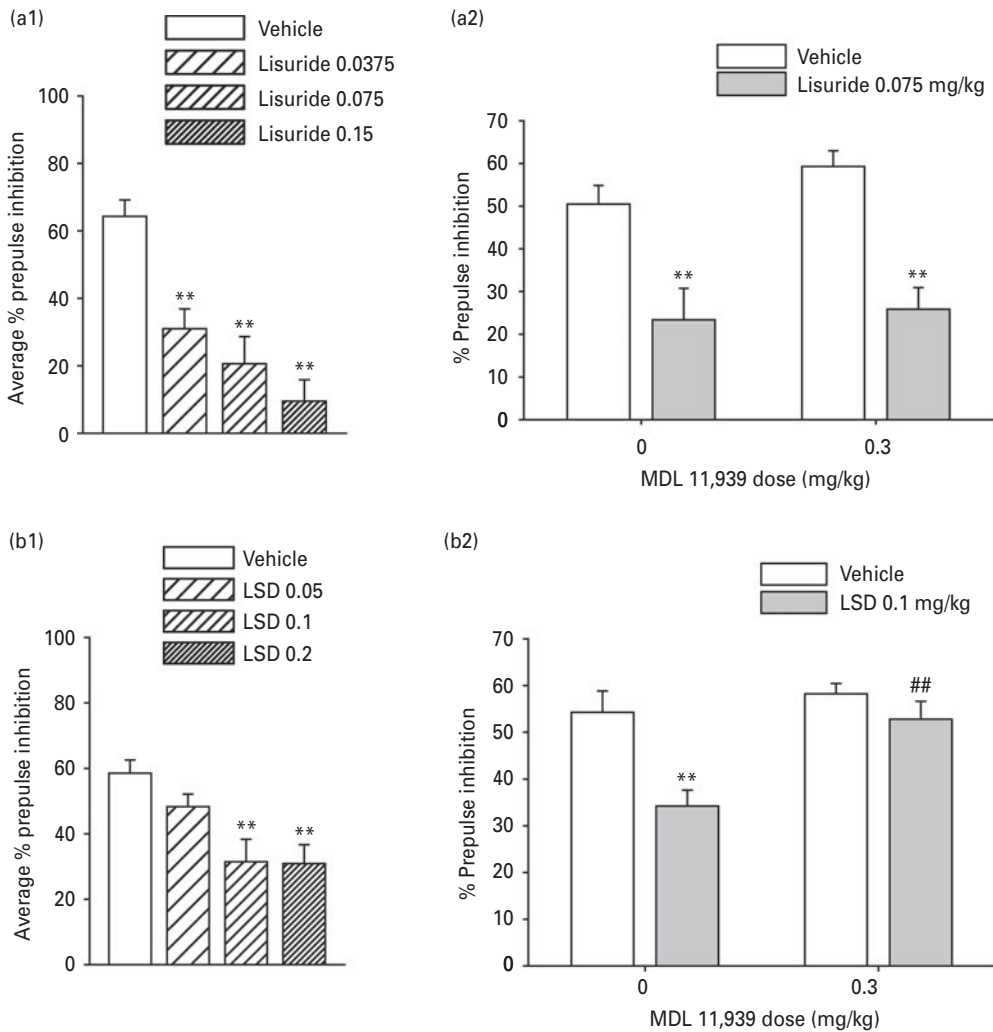 (a1)
Vehicle
Lisuride 0.0375
Lisuride 0.075
Lisuride 0.15
Average % prepulse inhibition
100
80
60
40
20
0
**
**
**
(a2)
Vehicle
Lisuride 0.075 mg/kg
% Prepulse inhibition
70
60
50
40
30
20
10
0
**
**
0
0.3
MDL 11,939 dose (mg/kg)
(b1)
Vehicle
LSD 0.05
LSD 0.1
LSD 0.2
Average % prepulse inhibition
100
80
60
40
20
0
**
**
(b2)
Vehicle
LSD 0.1 mg/kg
% Prepulse inhibition
70
60
50
40
30
20
10
0
**
##
0
0.3
MDL 11,939 dose (mg/kg)